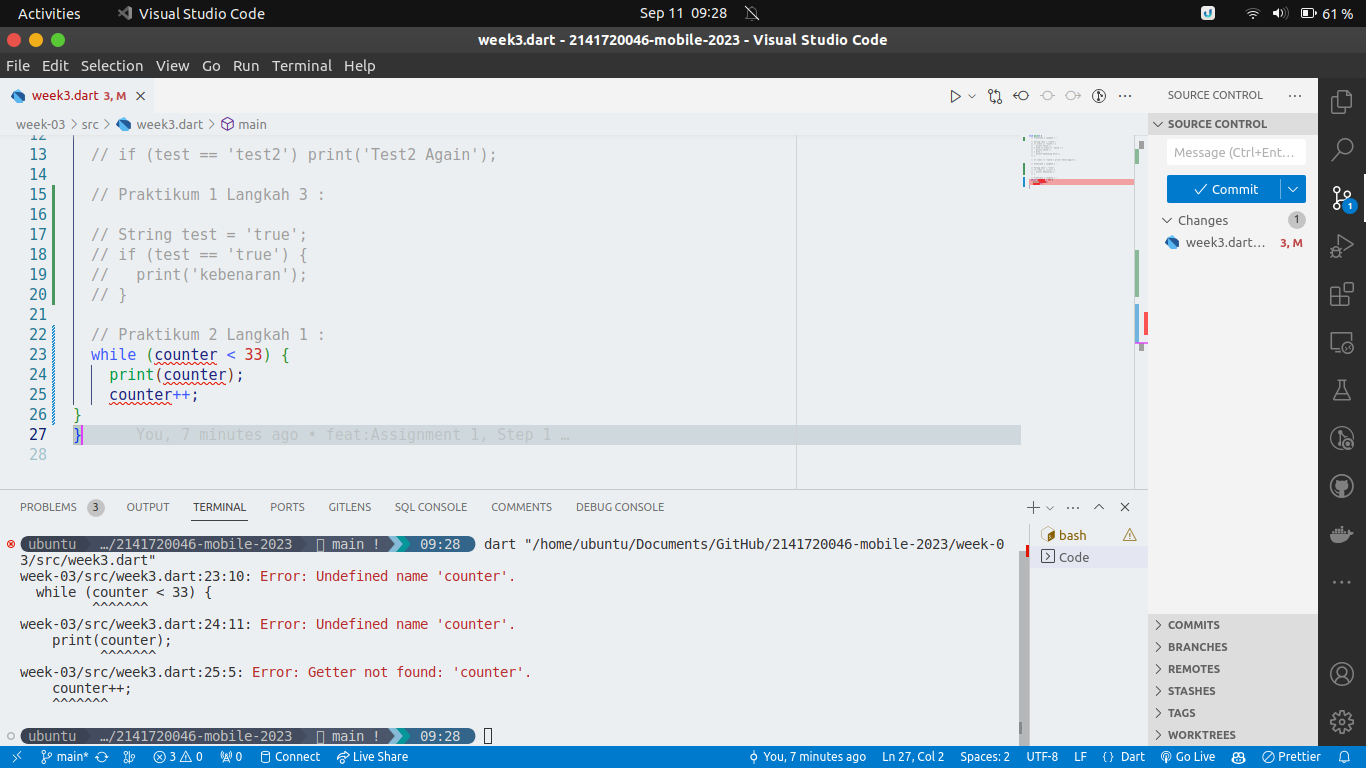 Activities Visual Studio Code Sep 11 09:28 61 %
week3.dart - 2141720046-mobile-2023 - Visual Studio Code
File Edit Selection View Go Run Terminal Help
week3.dart 3, M
SOURCE CONTROL
week-03 > src > week3.dart > main
12
13 // if (test == 'test2') print('Test2 Again');
14
15 // Praktikum 1 Langkah 3 :
16
17 // String test = 'true';
18 // if (test == 'true') {
19 //   print('kebenaran');
20 // }
21
22 // Praktikum 2 Langkah 1 :
23 while (counter < 33) {
24 print(counter);
25 counter++;
26 }
27 } You, 7 minutes ago • feat:Assignment 1, Step 1 …
28
SOURCE CONTROL
Message (Ctrl+Ent…
Commit
Changes 1
week3.dart… 3, M
1
PROBLEMS 3 OUTPUT TERMINAL PORTS GITLENS SQL CONSOLE COMMENTS DEBUG CONSOLE
ubuntu …/2141720046-mobile-2023 main ! 09:28 dart "/home/ubuntu/Documents/GitHub/2141720046-mobile-2023/week-0
3/src/week3.dart"
week-03/src/week3.dart:23:10: Error: Undefined name 'counter'.
while (counter < 33) {
^^^^^^^
week-03/src/week3.dart:24:11: Error: Undefined name 'counter'.
print(counter);
^^^^^^^
week-03/src/week3.dart:25:5: Error: Getter not found: 'counter'.
counter++;
^^^^^^^
ubuntu …/2141720046-mobile-2023 main ! 09:28
bash
Code
COMMITS
BRANCHES
REMOTES
STASHES
TAGS
WORKTREES
main* 3 0 0 Connect Live Share You, 7 minutes ago Ln 27, Col 2 Spaces: 2 UTF-8 LF { } Dart Go Live Prettier